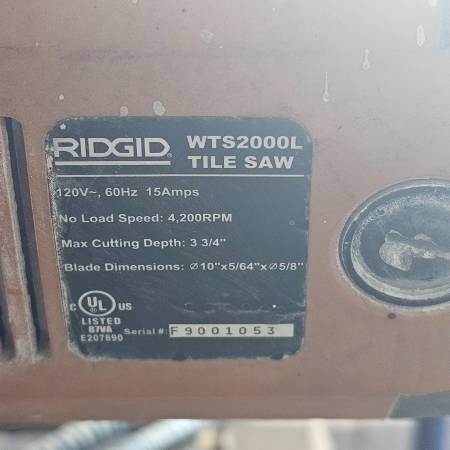 RIDGID WTS2000L
TILE SAW
120V~, 60Hz 15Amps
No Load Speed: 4,200RPM
Max Cutting Depth: 3 3/4"
Blade Dimensions: ∅10"x5/64"x∅5/8"
C UL US
LISTED
87VA
E207890
Serial #: F9001053